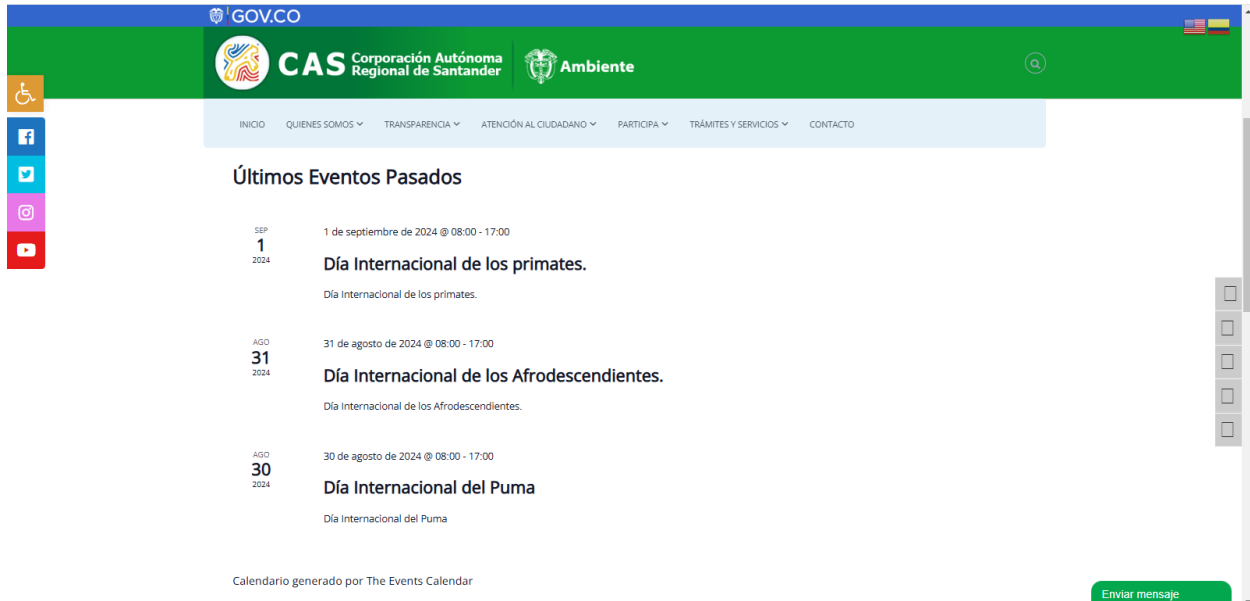 GOV.CO
CAS Corporación Autónoma
Regional de Santander
Ambiente
INICIO QUIENES SOMOS TRANSPARENCIA ATENCIÓN AL CIUDADANO PARTICIPA TRÁMITES Y SERVICIOS CONTACTO
Últimos Eventos Pasados
SEP
1
2024
1 de septiembre de 2024 @ 08:00 - 17:00
Día Internacional de los primates.
Día Internacional de los primates.
AGO
31
2024
31 de agosto de 2024 @ 08:00 - 17:00
Día Internacional de los Afrodescendientes.
Día Internacional de los Afrodescendientes.
AGO
30
2024
30 de agosto de 2024 @ 08:00 - 17:00
Día Internacional del Puma
Día Internacional del Puma
Calendario generado por The Events Calendar
Enviar mensaje